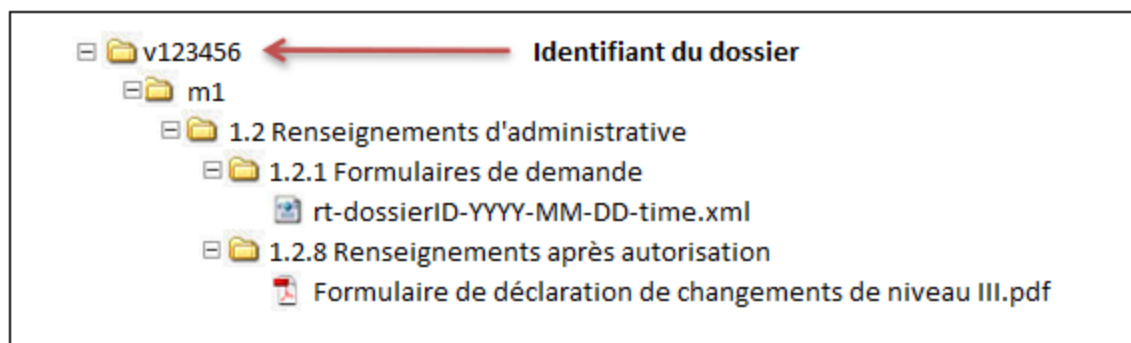 v123456 Identifiant du dossier
m1
1.2 Renseignements d'administrative
1.2.1 Formulaires de demande
rt-dossierID-YYYY-MM-DD-time.xml
1.2.8 Renseignements après autorisation
Formulaire de déclaration de changements de niveau III.pdf